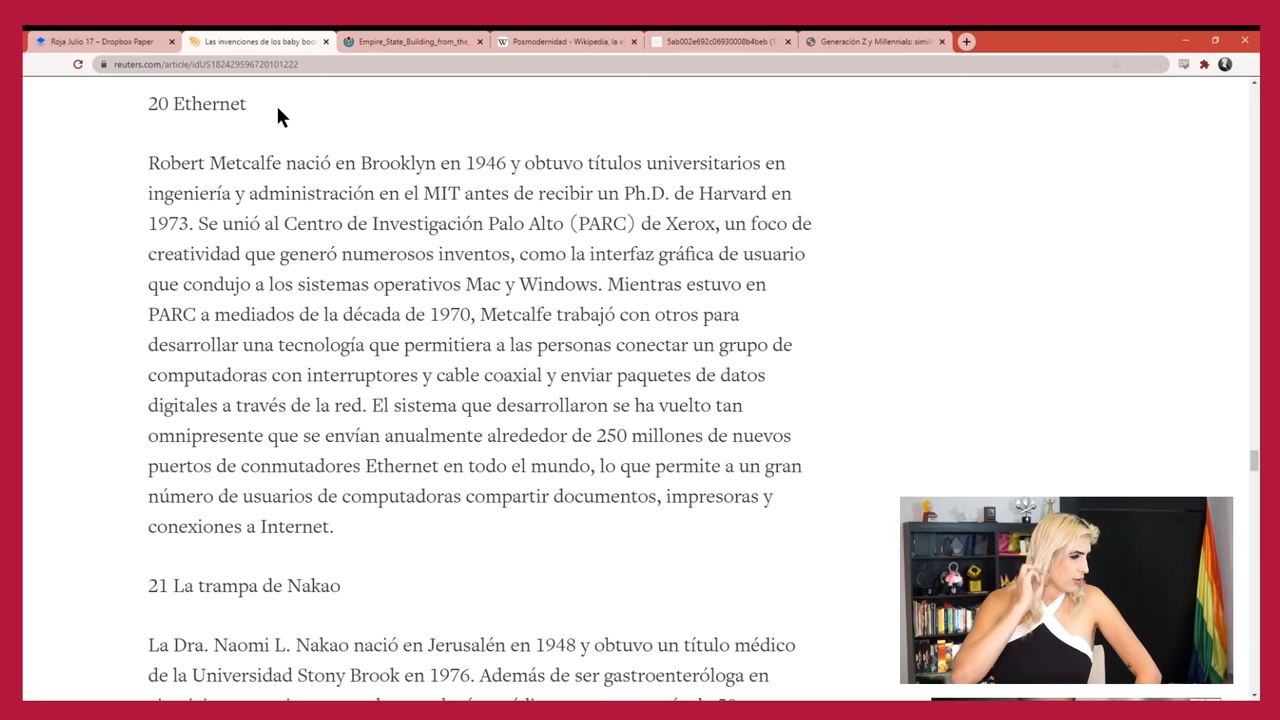 Roja Julio 17 – Dropbox Paper
Las invenciones de los baby boo
Empire_State_Building_from_the_
Posmodernidad - Wikipedia, la e
5ab002e692c06930008b4beb (1
Generación Z y Millennials: simil
reuters.com/article/idUS182429596720101222
20 Ethernet
Robert Metcalfe nació en Brooklyn en 1946 y obtuvo títulos universitarios en
ingeniería y administración en el MIT antes de recibir un Ph.D. de Harvard en
1973. Se unió al Centro de Investigación Palo Alto (PARC) de Xerox, un foco de
creatividad que generó numerosos inventos, como la interfaz gráfica de usuario
que condujo a los sistemas operativos Mac y Windows. Mientras estuvo en
PARC a mediados de la década de 1970, Metcalfe trabajó con otros para
desarrollar una tecnología que permitiera a las personas conectar un grupo de
computadoras con interruptores y cable coaxial y enviar paquetes de datos
digitales a través de la red. El sistema que desarrollaron se ha vuelto tan
omnipresente que se envían anualmente alrededor de 250 millones de nuevos
puertos de conmutadores Ethernet en todo el mundo, lo que permite a un gran
número de usuarios de computadoras compartir documentos, impresoras y
conexiones a Internet.
21 La trampa de Nakao
La Dra. Naomi L. Nakao nació en Jerusalén en 1948 y obtuvo un título médico
de la Universidad Stony Brook en 1976. Además de ser gastroenteróloga en